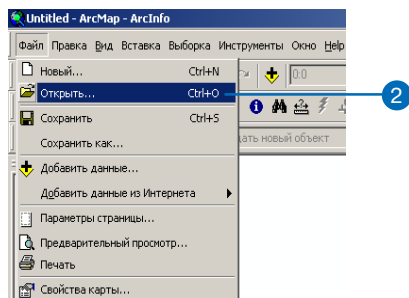 Untitled - ArcMap - ArcInfo
Файл Правка Вид Вставка Выборка Инструменты Окно Help
Новый... Ctrl+N
0:0
Открыть... Ctrl+O
2
Сохранить Ctrl+S
Сохранить как...
новый объект
Добавить данные...
Добавить данные из Интернета
Параметры страницы...
Предварительный просмотр...
Печать
Свойства карты...